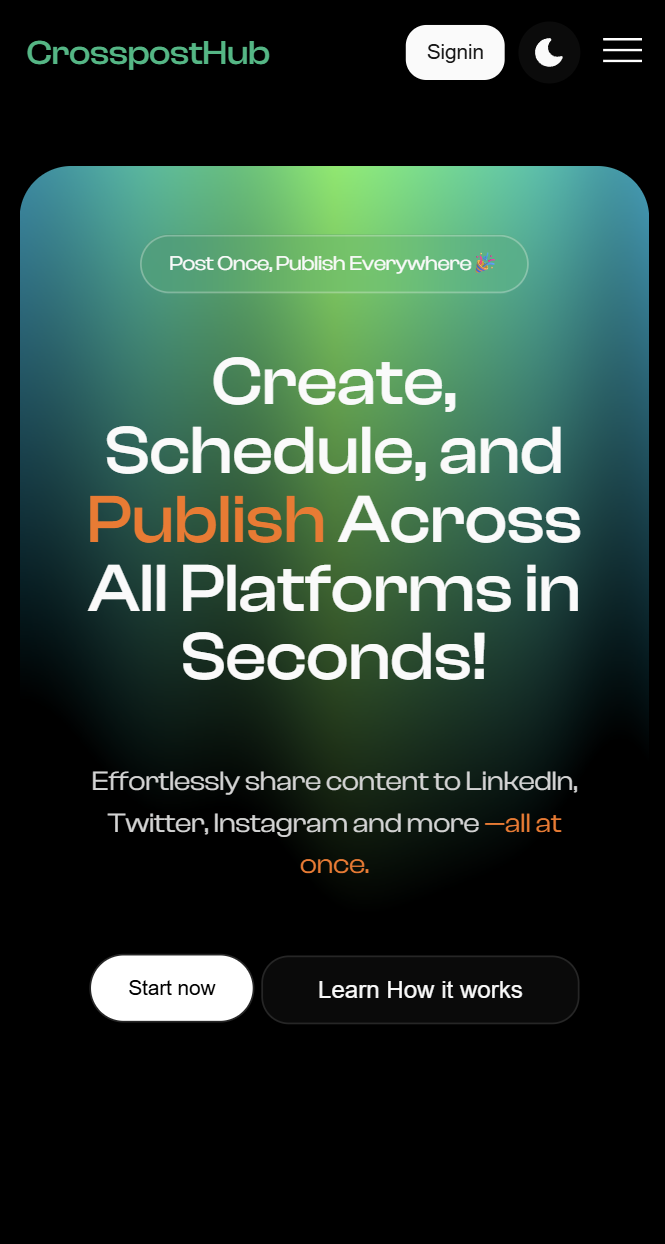 CrosspostHub
Signin
Post Once, Publish Everywhere 🎉
Create,
Schedule, and
Publish Across
All Platforms in
Seconds!
Effortlessly share content to LinkedIn,
Twitter, Instagram and more —all at
once.
Start now
Learn How it works